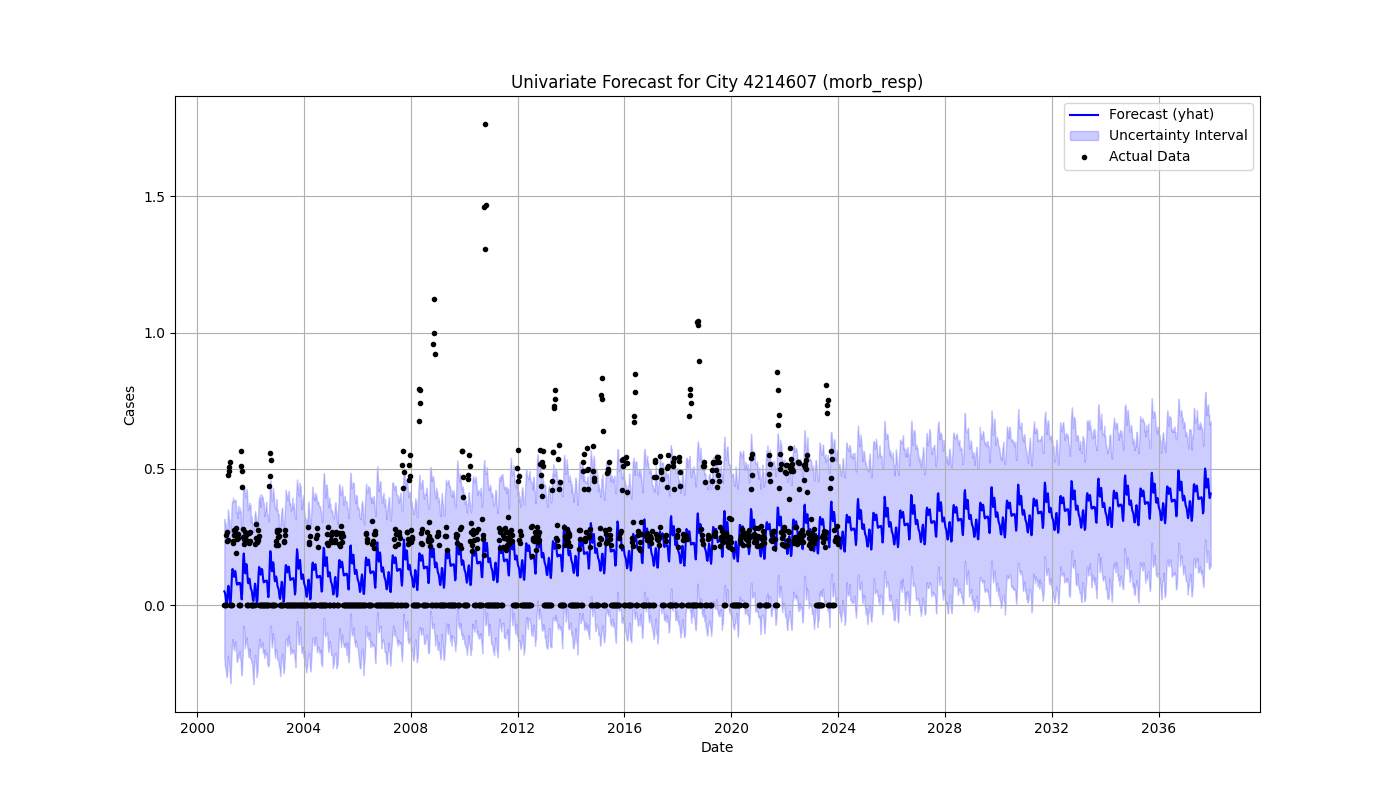 Univariate Forecast for City 4214607 (morb_resp)
Forecast (yhat)
Uncertainty Interval
Actual Data
1.5
1.0
0.5
0.0
Cases
2000 2004 2008 2012 2016 2020 2024 2028 2032 2036
Date